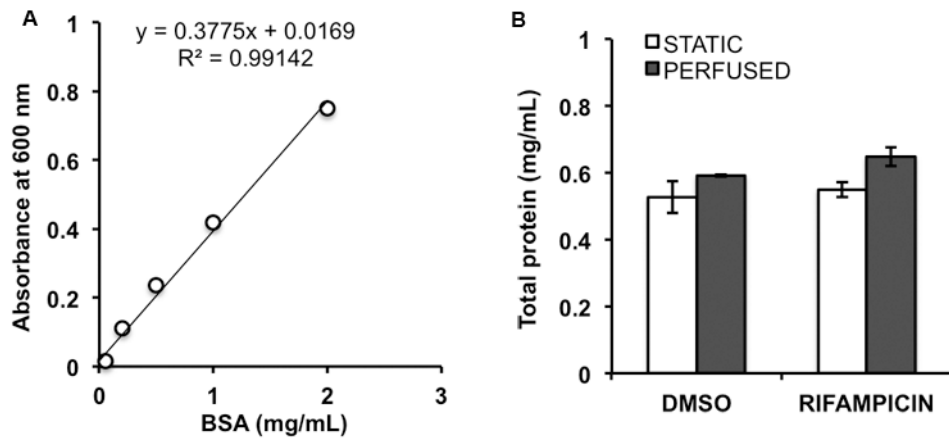 A
y = 0.3775x + 0.0169
R² = 0.99142
1
0.8
0.6
0.4
0.2
0
0 1 2 3
Absorbance at 600 nm
BSA (mg/mL)
B
STATIC
PERFUSED
1
0.8
0.6
0.4
0.2
0
Total protein (mg/mL)
DMSO RIFAMPICIN